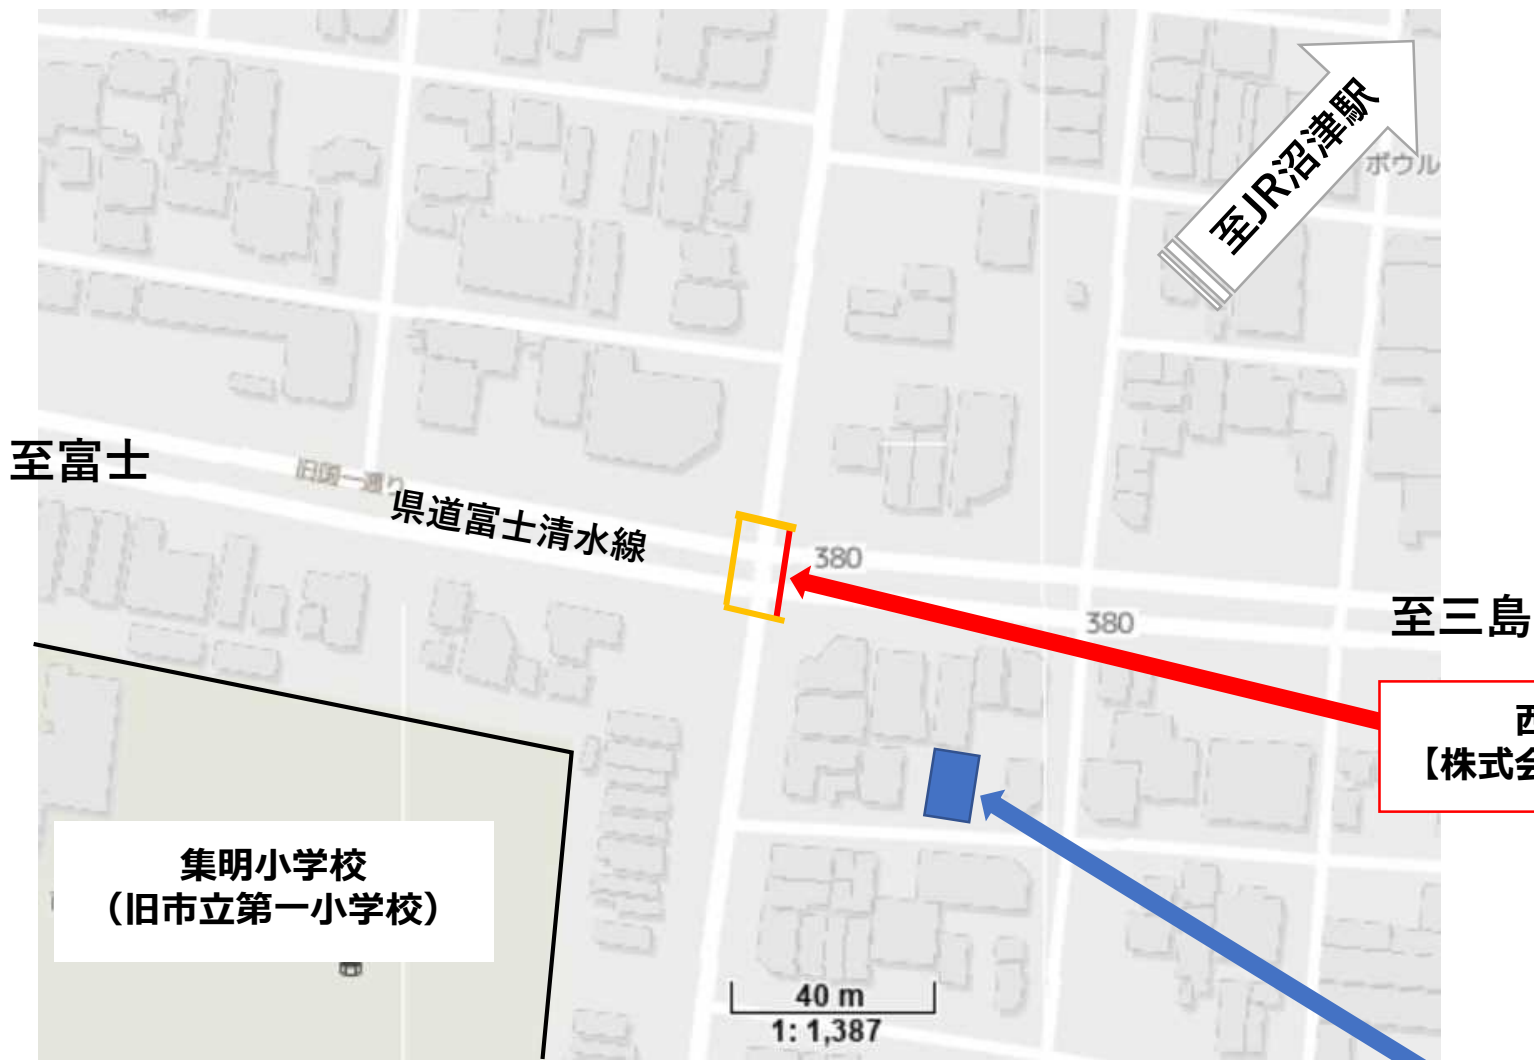 至JR沼津駅
ボウル
至富士
旧国一通り
県道富士清水線
380
380
至三島
西
【株式会
集明小学校
（旧市立第一小学校）
40 m
1: 1,387